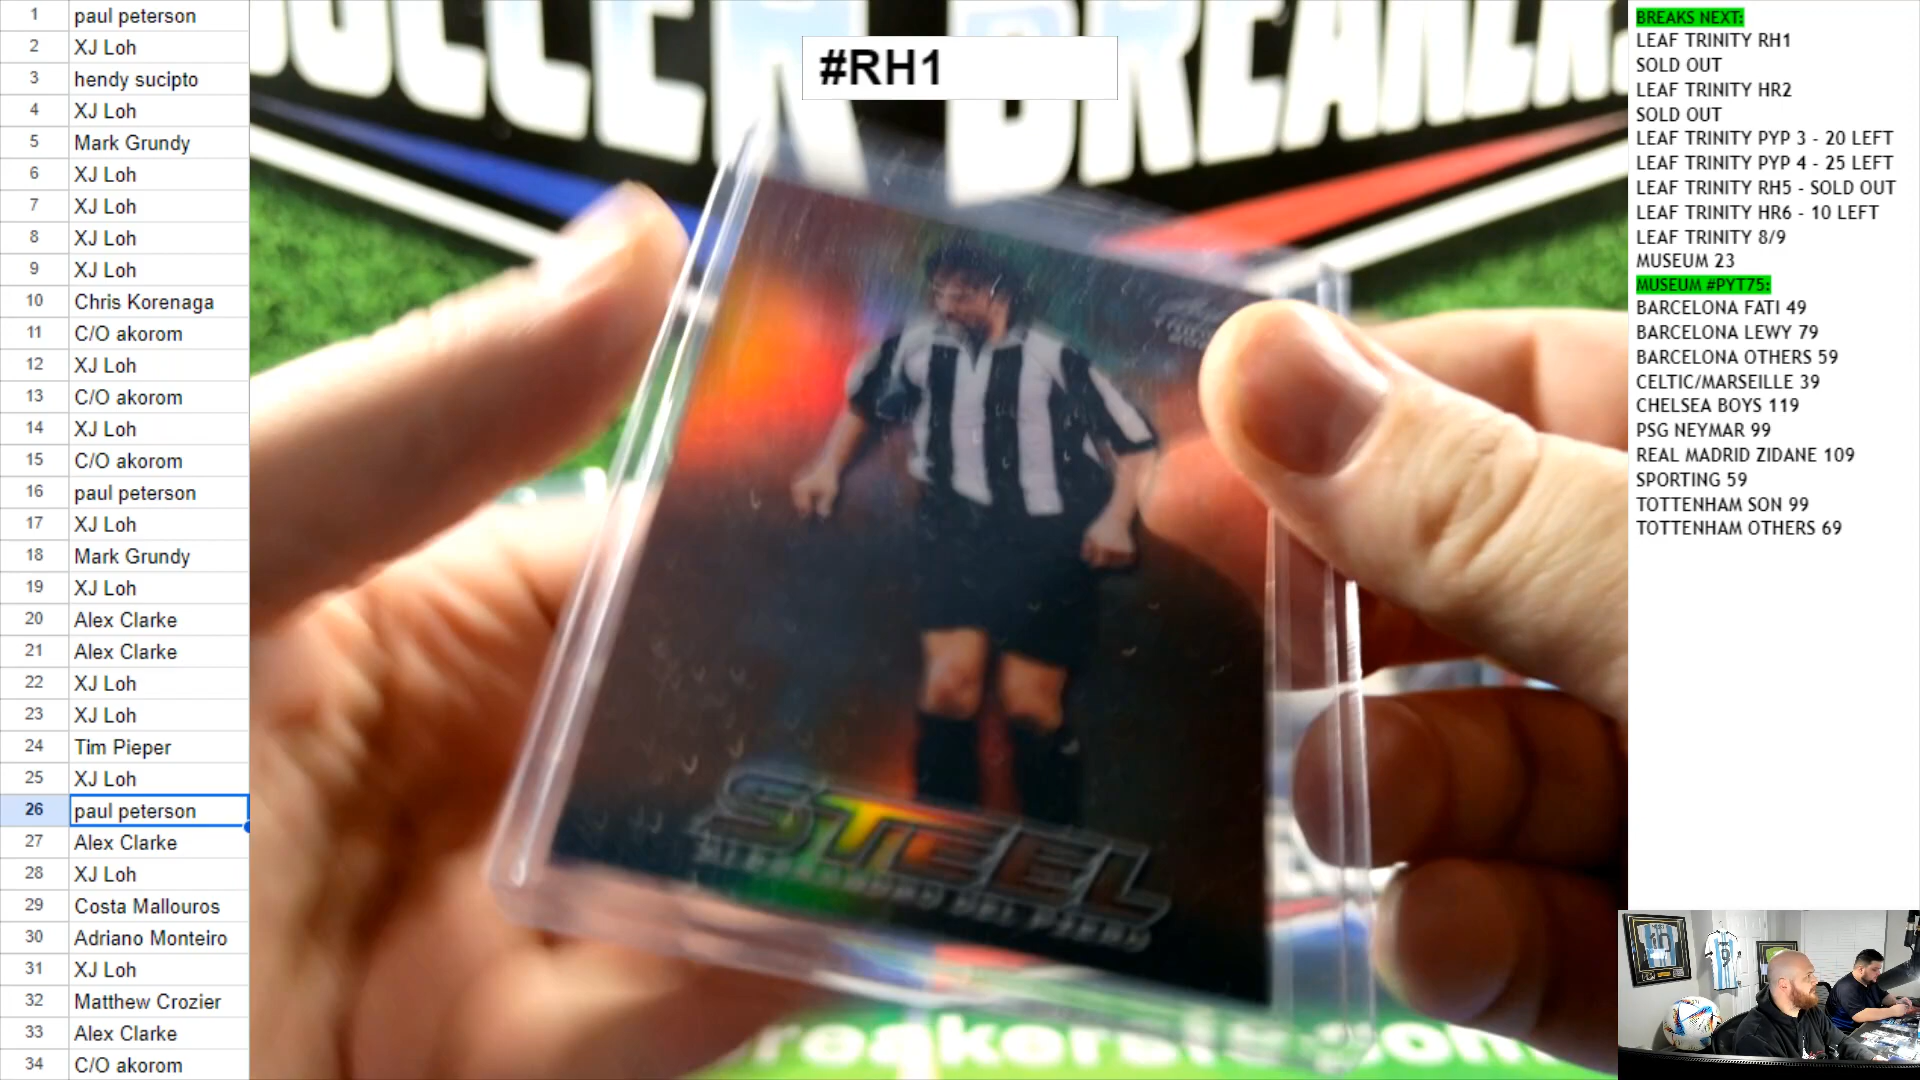 1 paul peterson
2 XJ Loh
3 hendy sucipto
4 XJ Loh
5 Mark Grundy
6 XJ Loh
7 XJ Loh
8 XJ Loh
9 XJ Loh
10 Chris Korenaga
11 C/O akorom
12 XJ Loh
13 C/O akorom
14 XJ Loh
15 C/O akorom
16 paul peterson
17 XJ Loh
18 Mark Grundy
19 XJ Loh
20 Alex Clarke
21 Alex Clarke
22 XJ Loh
23 XJ Loh
24 Tim Pieper
25 XJ Loh
26 paul peterson
27 Alex Clarke
28 XJ Loh
29 Costa Mallouros
30 Adriano Monteiro
31 XJ Loh
32 Matthew Crozier
33 Alex Clarke
34 C/O akorom
#RH1
STEEL
ALESSANDRO DEL PIERO
BREAKS NEXT:
LEAF TRINITY RH1
SOLD OUT
LEAF TRINITY HR2
SOLD OUT
LEAF TRINITY PYP 3 - 20 LEFT
LEAF TRINITY PYP 4 - 25 LEFT
LEAF TRINITY RH5 - SOLD OUT
LEAF TRINITY HR6 - 10 LEFT
LEAF TRINITY 8/9
MUSEUM 23
MUSEUM #PYT75:
BARCELONA FATI 49
BARCELONA LEWY 79
BARCELONA OTHERS 59
CELTIC/MARSEILLE 39
CHELSEA BOYS 119
PSG NEYMAR 99
REAL MADRID ZIDANE 109
SPORTING 59
TOTTENHAM SON 99
TOTTENHAM OTHERS 69